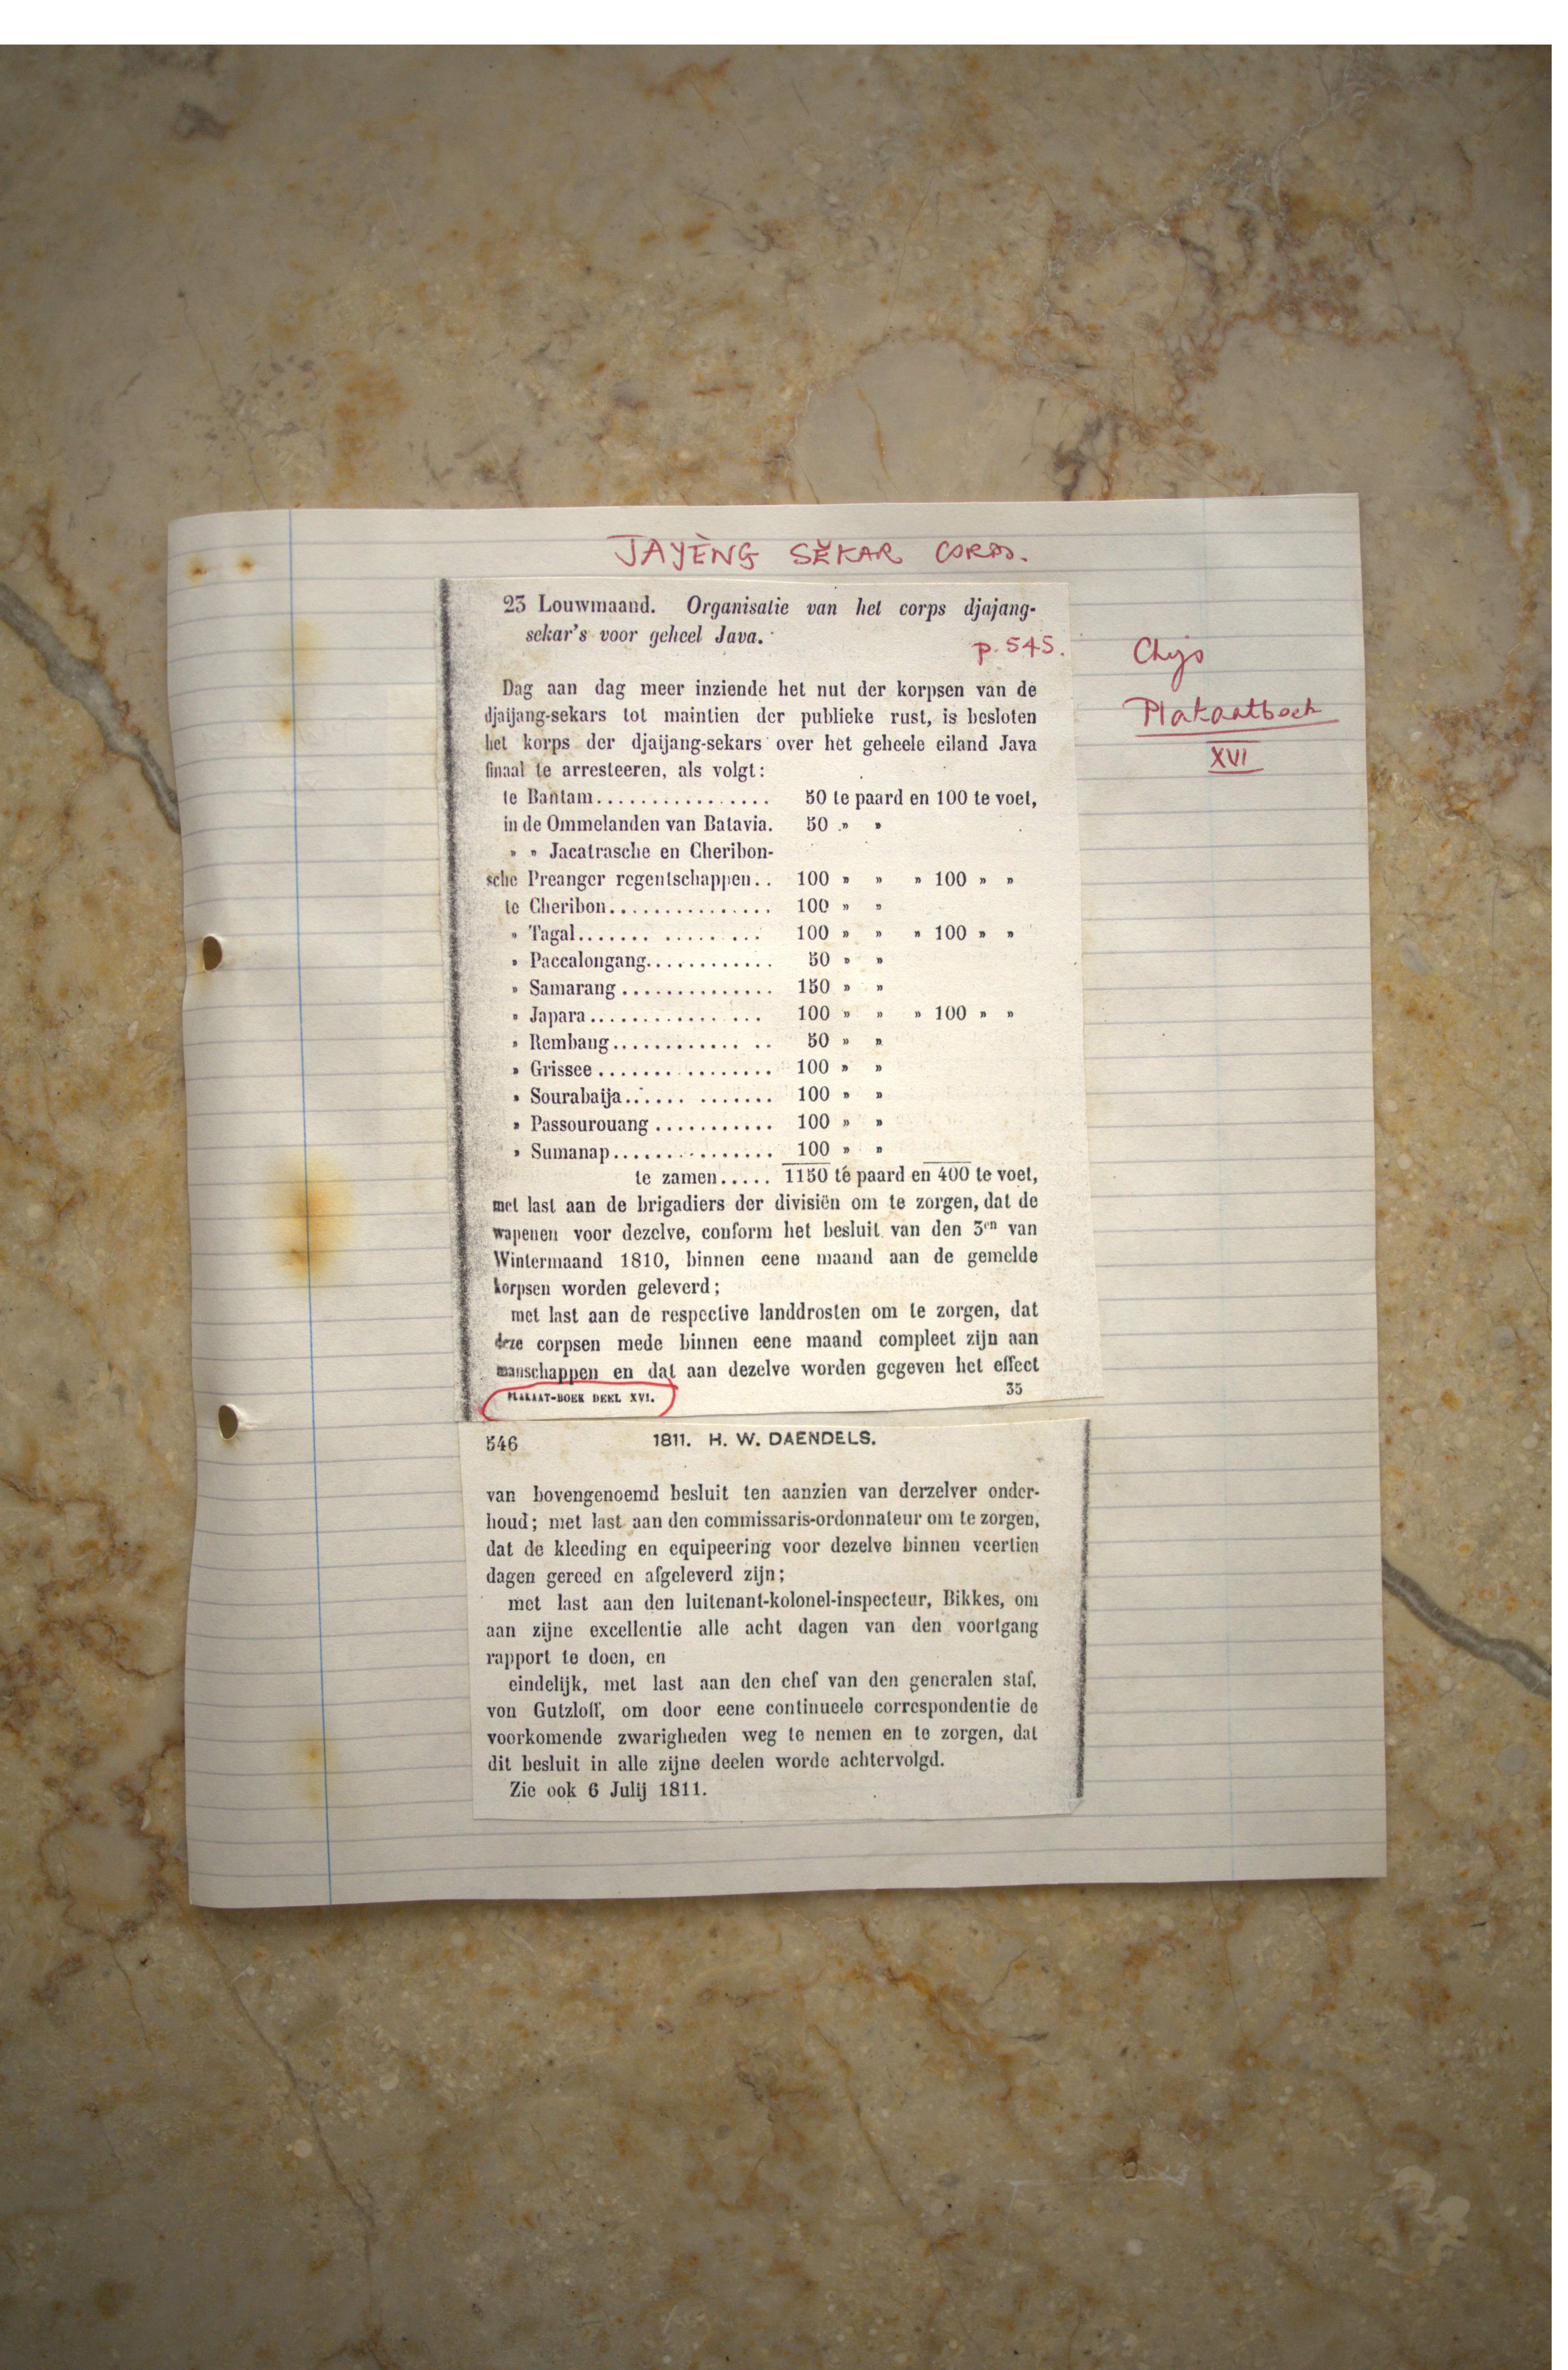 JAYÈNG SĔKAR CORPS.
23 Louwmaand. Organisatie van het corps djajang-
sekar's voor geheel Java.
p. 545.
Chijs
Plakaatboek
XVI
Dag aan dag meer inziende het nut der korpsen van de
djaijang-sekars tot maintien der publieke rust, is besloten
het korps der djaijang-sekars over het geheele eiland Java
finaal te arresteeren, als volgt:
te Bantam................ 50 te paard en 100 te voet,
in de Ommelanden van Batavia. 50 » »
» » Jacatrasche en Cheribon-
sche Preanger regentschappen.. 100 » » » 100 » »
te Cheribon............... 100 » »
» Tagal....... ......... ... 100 » » » 100 » »
» Paccalongang............ 50 » »
» Samarang.............. 150 » »
» Japara............... ... 100 » » » 100 » »
» Rembang............ .. 50 » »
» Grissee................ 100 » »
» Sourabaija...... ....... 100 » »
» Passourouang........... 100 » »
» Sumanap............... 100 » »
te zamen..... 1150 te paard en 400 te voet,
met last aan de brigadiers der divisiën om te zorgen, dat de
wapenen voor dezelve, conform het besluit van den 3en van
Wintermaand 1810, binnen eene maand aan de gemelde
korpsen worden geleverd;
met last aan de respective landdrosten om te zorgen, dat
deze corpsen mede binnen eene maand compleet zijn aan
manschappen en dat aan dezelve worden gegeven het effect
PLAKAAT-BOEK DEEL XVI. 35
546 1811. H. W. DAENDELS.
van bovengenoemd besluit ten aanzien van derzelver onder-
houd; met last aan den commissaris-ordonnateur om te zorgen,
dat de kleeding en equipeering voor dezelve binnen veertien
dagen gereed en afgeleverd zijn;
met last aan den luitenant-kolonel-inspecteur, Bikkes, om
aan zijne excellentie alle acht dagen van den voortgang
rapport te doen, en
eindelijk, met last aan den chef van den generalen staf,
von Gutzloff, om door eene continueele correspondentie de
voorkomende zwarigheden weg te nemen en te zorgen, dat
dit besluit in alle zijne deelen worde achtervolgd.
Zie ook 6 Julij 1811.